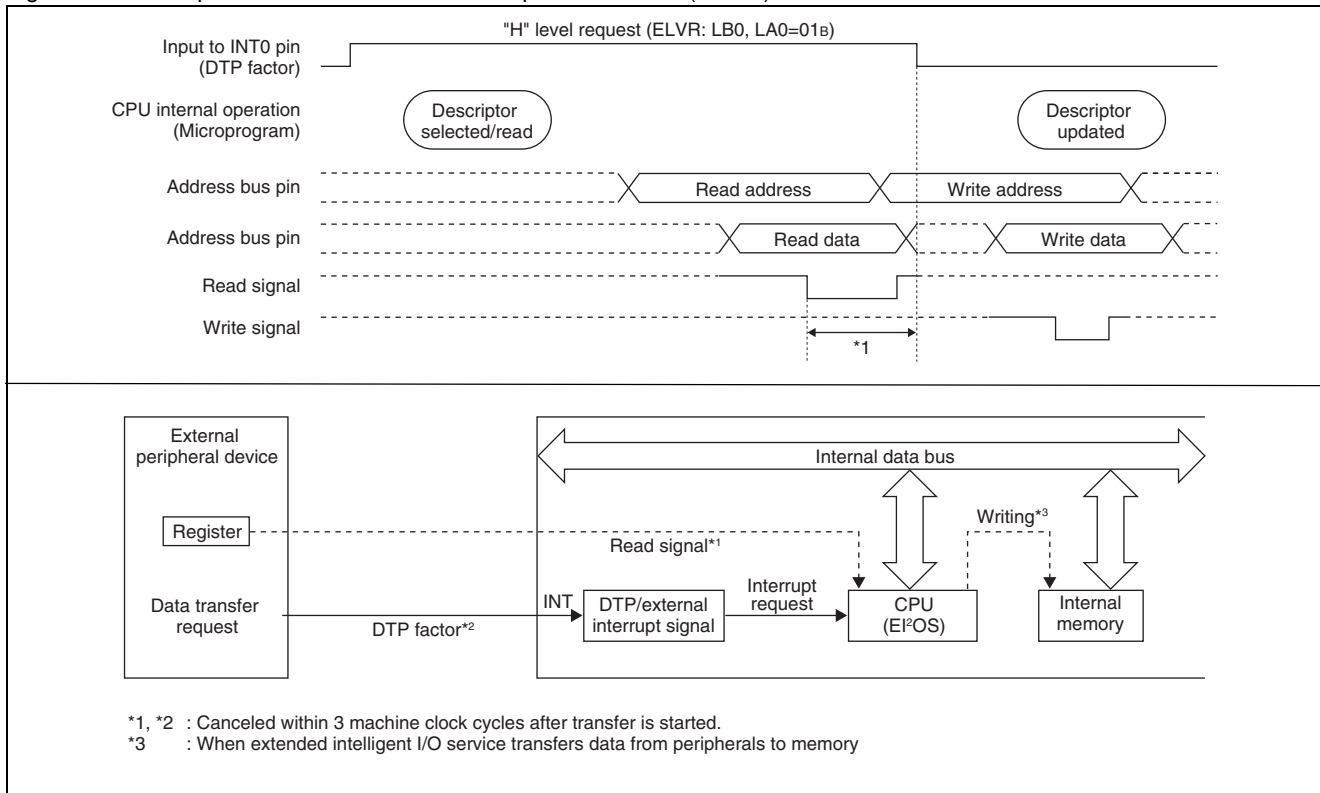 "H" level request (ELVR: LB0, LA0=01B)
Input to INT0 pin
(DTP factor)
CPU internal operation
(Microprogram)
Descriptor
selected/read
Descriptor
updated
Address bus pin
Read address
Write address
Address bus pin
Read data
Write data
Read signal
Write signal
*1
External
peripheral device
Internal data bus
Register
Read signal*1
Writing*3
Data transfer
request
DTP factor*2
INT
DTP/external
interrupt signal
Interrupt
request
CPU
(EI²OS)
Internal
memory
*1, *2 : Canceled within 3 machine clock cycles after transfer is started.
*3 : When extended intelligent I/O service transfers data from peripherals to memory